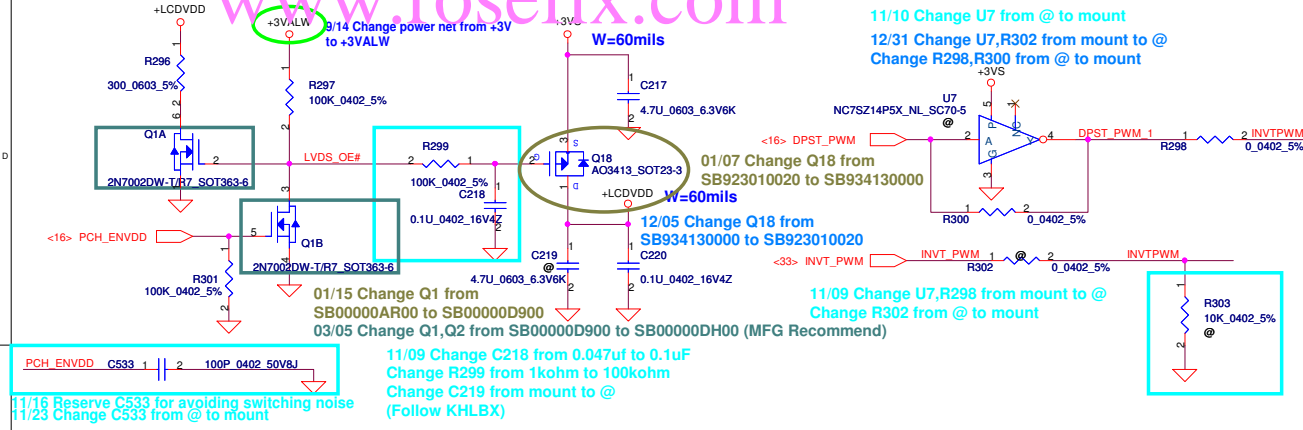 www.rosefix.com
+LCDVDD
+3VALW
9/14 Change power net from +3V
to +3VALW
+3VS
W=60mils
11/10 Change U7 from @ to mount
12/31 Change U7,R302 from mount to @
Change R298,R300 from @ to mount
R296
300_0603_5%
R297
100K_0402_5%
C217
4.7U_0603_6.3V6K
+3VS
U7
NC7SZ14P5X_NL_SC70-5
@
NC
P
A
Y
G
<16> DPST_PWM
DPST_PWM_1
R298
INVTPWM
0_0402_5%
R300
0_0402_5%
D
Q1A
2N7002DW-T/R7_SOT363-6
LVDS_OE#
R299
100K_0402_5%
C218
0.1U_0402_16V4Z
S
G
D
Q18
AO3413_SOT23-3
01/07 Change Q18 from
SB923010020 to SB934130000
+LCDVDD
W=60mils
12/05 Change Q18 from
SB934130000 to SB923010020
<16> PCH_ENVDD
Q1B
2N7002DW-T/R7_SOT363-6
R301
100K_0402_5%
C219
@
4.7U_0603_6.3V6K
C220
0.1U_0402_16V4Z
<33> INVT_PWM
INVT_PWM
R302
@
0_0402_5%
INVTPWM
R303
10K_0402_5%
@
01/15 Change Q1 from
SB00000AR00 to SB00000D900
03/05 Change Q1,Q2 from SB00000D900 to SB00000DH00 (MFG Recommend)
11/09 Change U7,R298 from mount to @
Change R302 from @ to mount
PCH_ENVDD
C533
1
2
100P_0402_50V8J
11/16 Reserve C533 for avoiding switching noise
11/23 Change C533 from @ to mount
11/09 Change C218 from 0.047uf to 0.1uF
Change R299 from 1kohm to 100kohm
Change C219 from mount to @
(Follow KHLBX)